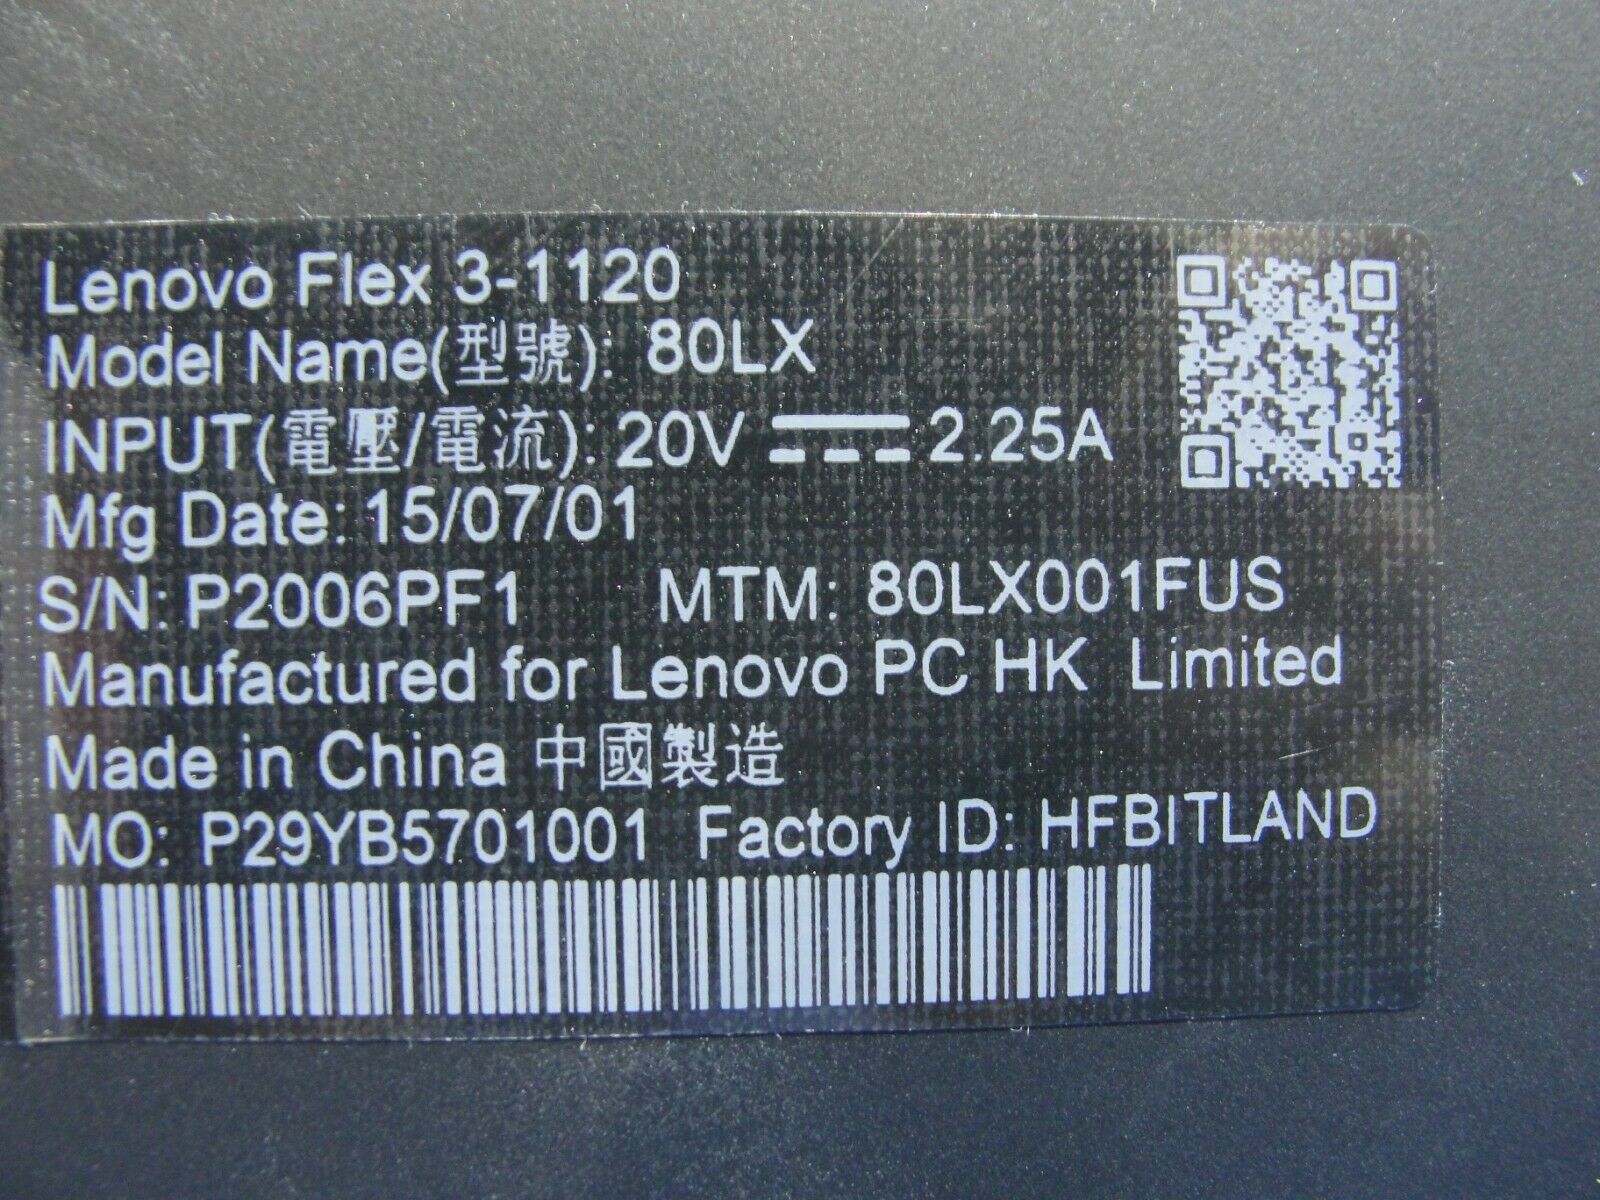 Lenovo Flex 3-1120
Model Name(型號): 80LX
INPUT(電壓/電流): 20V ⎓ 2.25A
Mfg Date: 15/07/01
S/N: P2006PF1 MTM: 80LX001FUS
Manufactured for Lenovo PC HK Limited
Made in China 中國製造
MO: P29YB5701001 Factory ID: HFBITLAND